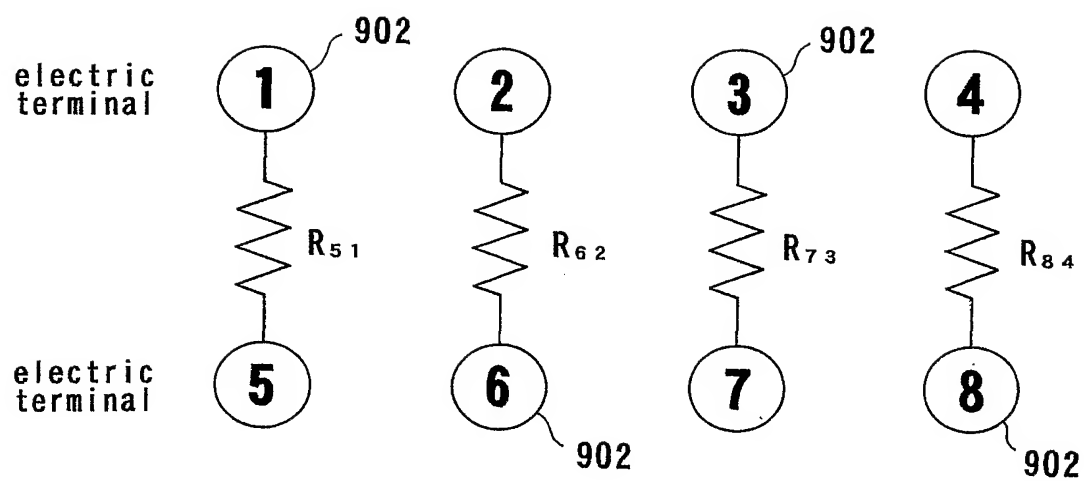 902 902
electric terminal 1 2 3 4
R51 R62 R73 R84
electric terminal 5 6 7 8
902 902